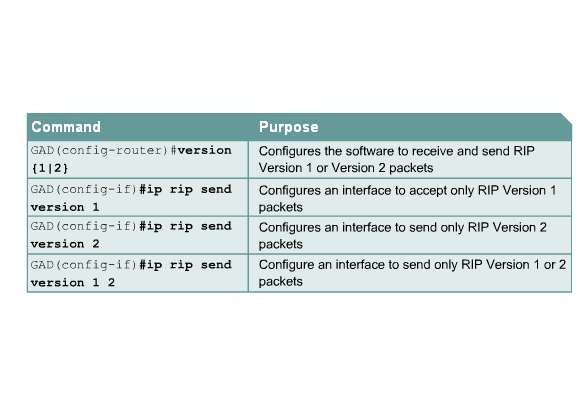 Command Purpose
GAD(config-router)#version Configures the software to receive and send RIP
{1|2} Version 1 or Version 2 packets
GAD(config-if)#ip rip send Configures an interface to accept only RIP Version 1
version 1 packets
GAD(config-if)#ip rip send Configures an interface to send only RIP Version 2
version 2 packets
GAD(config-if)#ip rip send Configure an interface to send only RIP Version 1 or 2
version 1 2 packets